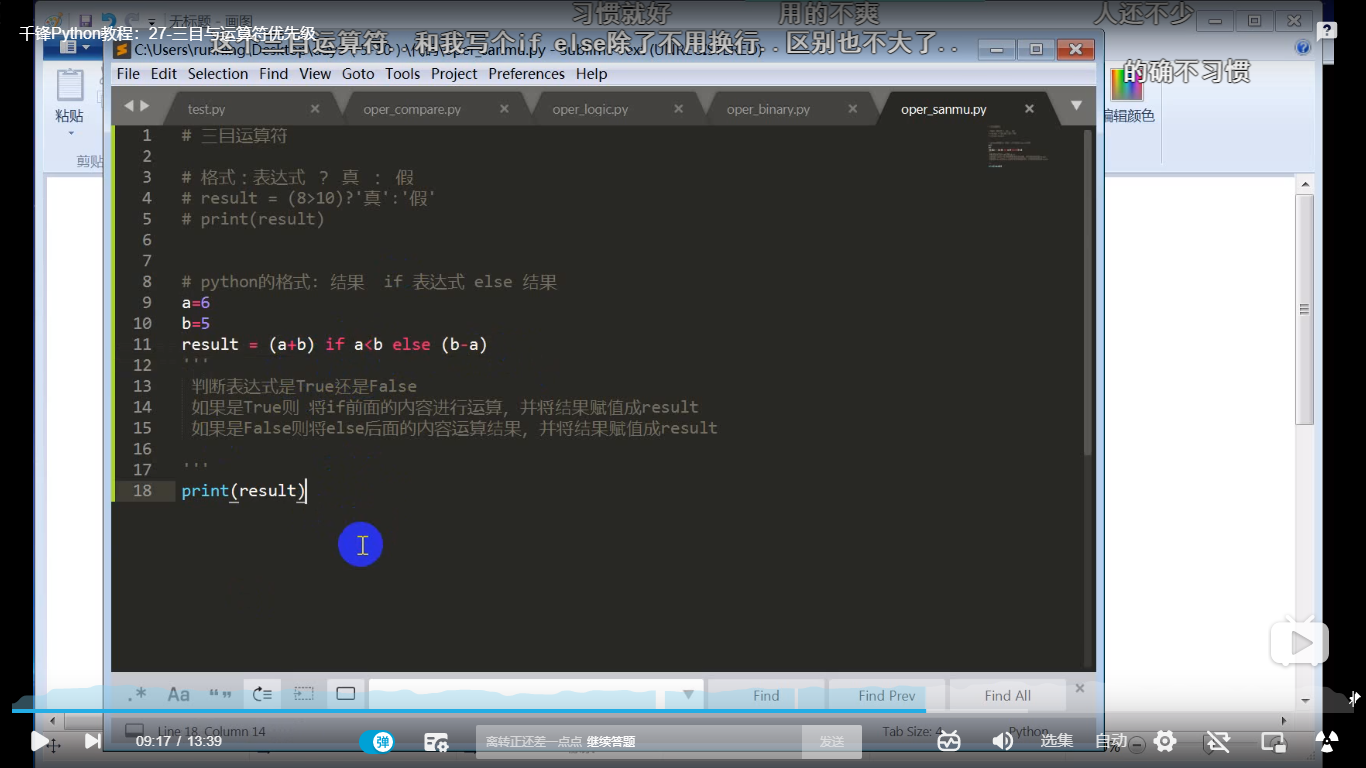 习惯就好 用的不爽 人还不少
千锋Python教程：27-三目与运算符优先级
无标题 - 画图
和我写个if else除了不用换行．．区别也不大了．．
的确不习惯
File Edit Selection Find View Goto Tools Project Preferences Help
粘贴
编辑颜色
剪贴
test.py oper_compare.py oper_logic.py oper_binary.py oper_sanmu.py
1 # 三目运算符
2
3 # 格式：表达式 ? 真 : 假
4 # result = (8>10)?'真':'假'
5 # print(result)
6
7
8 # python的格式: 结果 if 表达式 else 结果
9 a=6
10 b=5
11 result = (a+b) if a<b else (b-a)
12 '''
13 判断表达式是True还是False
14 如果是True则 将if前面的内容进行运算，并将结果赋值成result
15 如果是False则将else后面的内容运算结果，并将结果赋值成result
16
17 '''
18 print(result)
.* Aa “” Find Find Prev Find All
Line 18, Column 14 Tab Size: 4 Python
09:17 / 13:39 弹 离转正还差一点点 继续答题 发送 选集 自动